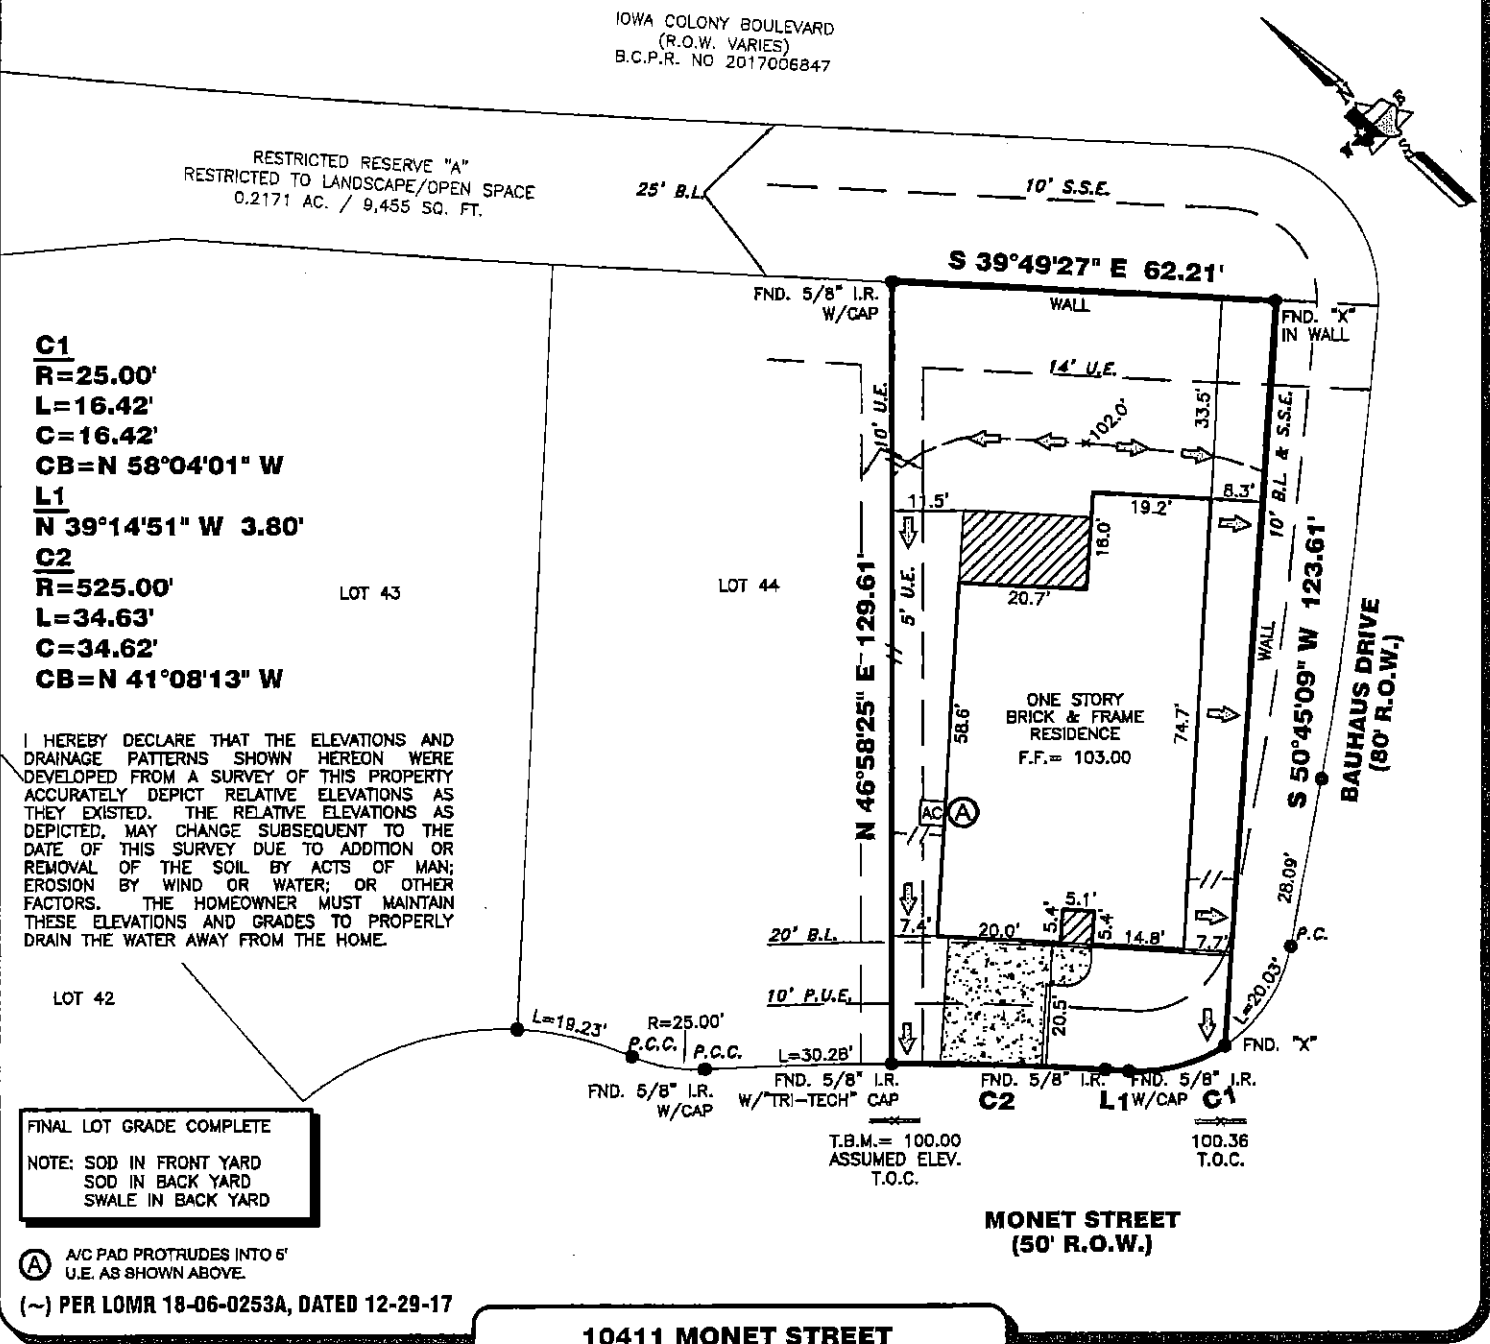 IOWA COLONY BOULEVARD
(R.O.W. VARIES)
B.C.P.R. NO 2017006847
RESTRICTED RESERVE "A"
RESTRICTED TO LANDSCAPE/OPEN SPACE
0.2171 AC. / 9,455 SQ. FT.
25' B.L.
10' S.S.E.
S 39°49'27" E 62.21'
FND. 5/8" I.R.
W/CAP
WALL
FND. "X"
IN WALL
C1
R=25.00'
L=16.42'
C=16.42'
CB=N 58°04'01" W
L1
N 39°14'51" W 3.80'
C2
R=525.00'
L=34.63'
C=34.62'
CB=N 41°08'13" W
LOT 43
LOT 44
14' U.E.
10' U.E.
102.0'
33.5'
10' B.L. & S.S.E.
11.5'
19.2'
8.3'
16.0'
20.7'
5' U.E.
N 46°58'25" E 129.61'
S 50°45'09" W 123.61'
WALL
BAUHAUS DRIVE
(80' R.O.W.)
ONE STORY
BRICK & FRAME
RESIDENCE
F.F.= 103.00
58.6'
74.7'
AC
A
I HEREBY DECLARE THAT THE ELEVATIONS AND
DRAINAGE PATTERNS SHOWN HEREON WERE
DEVELOPED FROM A SURVEY OF THIS PROPERTY
ACCURATELY DEPICT RELATIVE ELEVATIONS AS
THEY EXISTED. THE RELATIVE ELEVATIONS AS
DEPICTED, MAY CHANGE SUBSEQUENT TO THE
DATE OF THIS SURVEY DUE TO ADDITION OR
REMOVAL OF THE SOIL BY ACTS OF MAN;
EROSION BY WIND OR WATER; OR OTHER
FACTORS. THE HOMEOWNER MUST MAINTAIN
THESE ELEVATIONS AND GRADES TO PROPERLY
DRAIN THE WATER AWAY FROM THE HOME.
28.09'
P.C.
20' B.L.
7.4'
20.0'
5.4'
5.1'
5.4'
14.8'
7.7'
LOT 42
10' P.U.E.
20.5'
L=20.03'
L=19.23'
R=25.00'
P.C.C.
P.C.C.
L=30.28'
FND. "X"
FND. 5/8" I.R.
W/CAP
FND. 5/8" I.R.
W/"TRI-TECH" CAP
FND. 5/8" I.R.
FND. 5/8" I.R.
W/CAP
C2
L1
C1
T.B.M.= 100.00
ASSUMED ELEV.
T.O.C.
100.36
T.O.C.
FINAL LOT GRADE COMPLETE
NOTE: SOD IN FRONT YARD
SOD IN BACK YARD
SWALE IN BACK YARD
MONET STREET
(50' R.O.W.)
A A/C PAD PROTRUDES INTO 5'
U.E. AS SHOWN ABOVE.
(~) PER LOMR 18-06-0253A, DATED 12-29-17
10411 MONET STREET